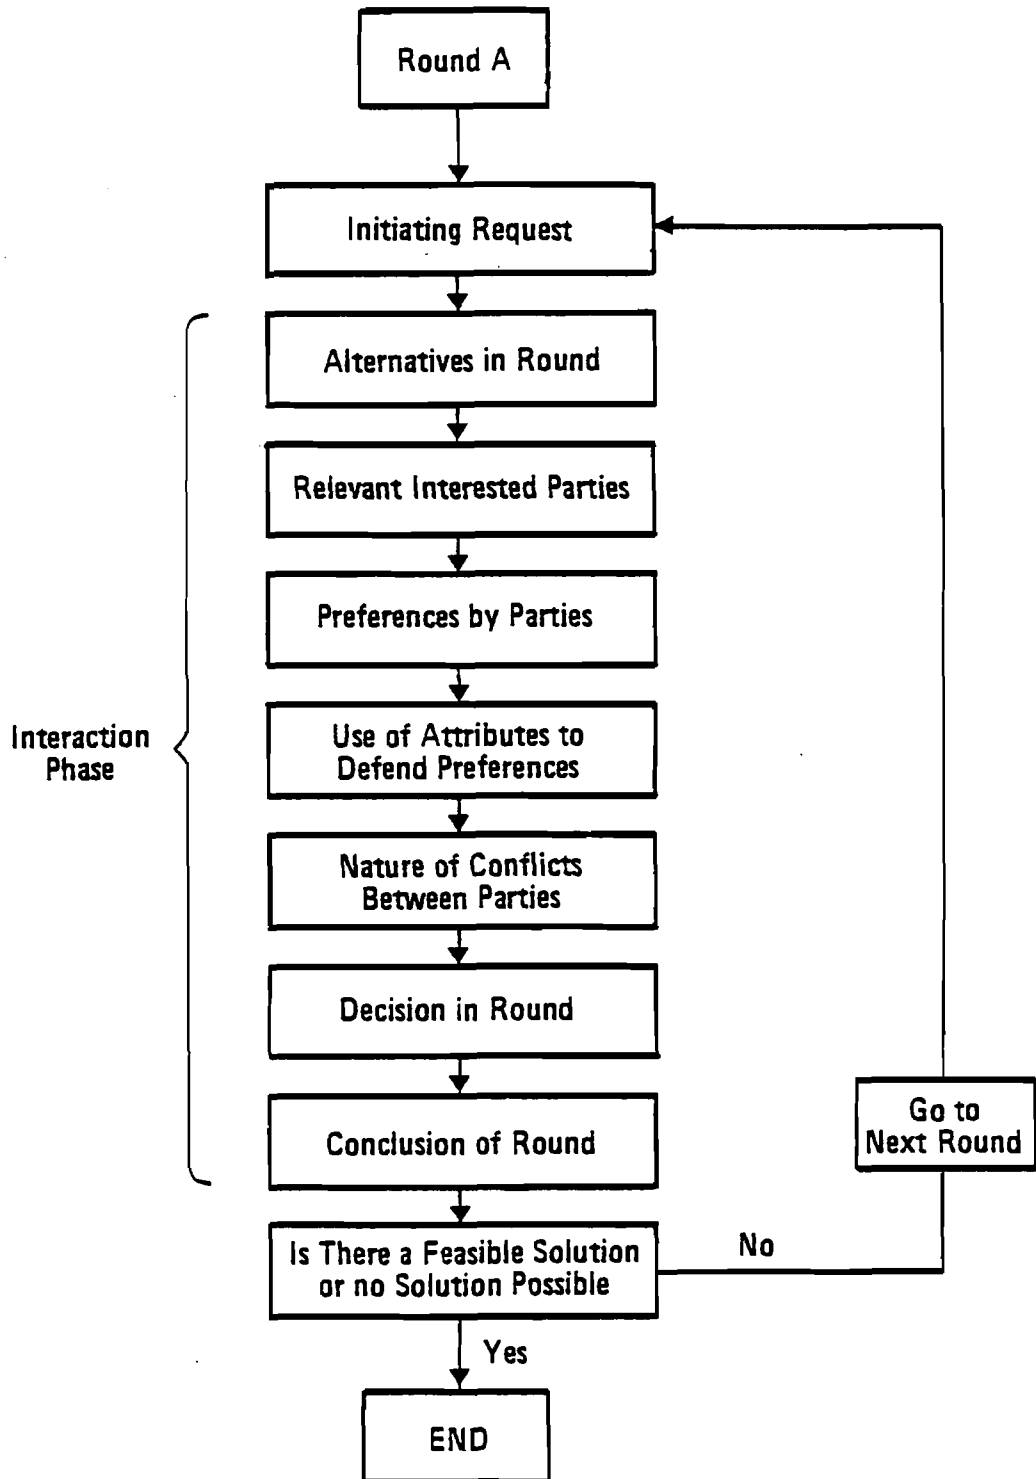 Round A
Initiating Request
Alternatives in Round
Relevant Interested Parties
Preferences by Parties
Use of Attributes to
Defend Preferences
Interaction
Phase
Nature of Conflicts
Between Parties
Decision in Round
Conclusion of Round
Go to
Next Round
Is There a Feasible Solution
or no Solution Possible
No
Yes
END